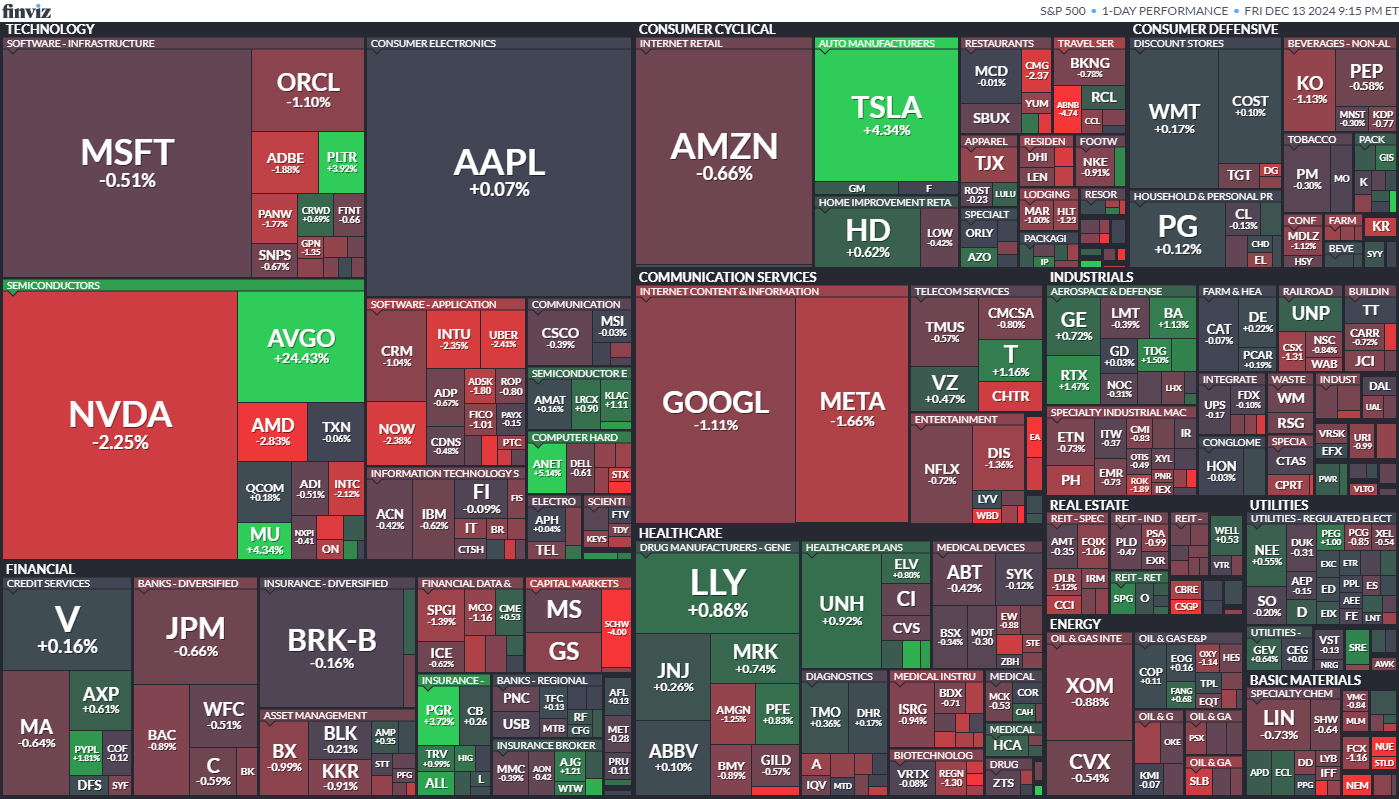 finviz
S&P 500 • 1-DAY PERFORMANCE • FRI DEC 13 2024 9:15 PM ET
TECHNOLOGY
SOFTWARE - INFRASTRUCTURE
MSFT
-0.51%
ORCL
-1.10%
ADBE
-1.88%
PLTR
+3.92%
PANW
-1.77%
CRWD
+0.69%
FTNT
-0.66
SNPS
-0.67%
GPN
-1.35
CONSUMER ELECTRONICS
AAPL
+0.07%
SEMICONDUCTORS
NVDA
-2.25%
AVGO
+24.43%
AMD
-2.83%
TXN
-0.06%
QCOM
+0.18%
ADI
-0.51%
INTC
-2.12%
MU
+4.34%
NXPI
-0.41
ON
SOFTWARE - APPLICATION
CRM
-1.04%
INTU
-2.35%
UBER
-2.41%
NOW
-2.38%
ADP
-0.67%
ADSK
-1.80
ROP
-0.80
FICO
-1.01
PAYX
-0.15
CDNS
-0.48%
PTC
COMMUNICATION
CSCO
-0.39%
MSI
-0.03%
SEMICONDUCTOR E
AMAT
+0.16%
LRCX
+0.90
KLAC
+1.11
COMPUTER HARD
ANET
+5.14%
DELL
-0.61
STX
INFORMATION TECHNOLOGY S
ACN
-0.42%
IBM
-0.62%
FI
-0.09%
FIS
IT
BR
CTSH
ELECTRO
APH
+0.04%
TEL
SCIENTI
FTV
TDY
KEYS
CONSUMER CYCLICAL
INTERNET RETAIL
AMZN
-0.66%
AUTO MANUFACTURERS
TSLA
+4.34%
GM
F
HOME IMPROVEMENT RETA
HD
+0.62%
LOW
-0.42%
RESTAURANTS
MCD
-0.01%
CMG
-2.37
SBUX
YUM
TRAVEL SER
BKNG
-0.78%
ABNB
-4.74
RCL
CCL
APPAREL
TJX
ROST
-0.23
LULU
RESIDEN
DHI
LEN
FOOTW
NKE
-0.91%
SPECIALT
ORLY
AZO
LODGING
MAR
-1.00%
HLT
-1.23
RESOR
PACKAGI
IP
CONSUMER DEFENSIVE
DISCOUNT STORES
WMT
+0.17%
COST
+0.10%
TGT
DG
BEVERAGES - NON-AL
KO
-1.13%
PEP
-0.58%
MNST
-0.30%
KDP
-0.77
HOUSEHOLD & PERSONAL PR
PG
+0.12%
CL
-0.13%
CHD
EL
TOBACCO
PM
-0.30%
MO
PACK
GIS
K
CONF
MDLZ
-1.12%
HSY
FARM
BEVE
KR
SYY
COMMUNICATION SERVICES
INTERNET CONTENT & INFORMATION
GOOGL
-1.11%
META
-1.66%
TELECOM SERVICES
TMUS
-0.57%
CMCSA
-0.80%
T
+1.16%
VZ
+0.47%
CHTR
ENTERTAINMENT
NFLX
-0.72%
DIS
-1.36%
LYV
WBD
EA
INDUSTRIALS
AEROSPACE & DEFENSE
GE
+0.72%
LMT
-0.39%
BA
+1.13%
RTX
+1.47%
GD
+0.03%
TDG
+1.50%
NOC
-0.31%
LHX
FARM & HEA
CAT
-0.07%
DE
+0.22%
PCAR
+0.19%
RAILROAD
UNP
CSX
-1.31
NSC
-0.84%
WAB
BUILDIN
TT
CARR
-0.72%
JCI
SPECIALTY INDUSTRIAL MAC
ETN
-0.73%
ITW
-0.37%
CMI
-0.83
IR
OTIS
-0.49
XYL
PH
EMR
-0.73
ROK
-1.89
PNR
IEX
INTEGRATE
UPS
-0.17
FDX
-0.10%
WASTE
WM
RSG
INDUST
DAL
UAL
CONGLOME
HON
-0.03%
SPECIA
CTAS
CPRT
VRSK
EFX
URI
-0.99
PWR
VLTO
HEALTHCARE
DRUG MANUFACTURERS - GENE
LLY
+0.86%
JNJ
+0.26%
MRK
+0.74%
ABBV
+0.10%
AMGN
-1.25%
PFE
+0.83%
BMY
-0.89%
GILD
-0.57%
HEALTHCARE PLANS
UNH
+0.92%
ELV
+0.80%
CI
CVS
MEDICAL DEVICES
ABT
-0.42%
SYK
-0.12%
BSX
-0.34%
MDT
-0.30
EW
-0.88
STE
ZBH
DIAGNOSTICS
TMO
+0.36%
DHR
+0.17%
A
IQV
MTD
MEDICAL INSTRU
ISRG
-0.94%
BDX
-0.71
BIOTECHNOLOG
VRTX
-0.08%
REGN
-1.30
MEDICAL
MCK
-0.53
COR
CAH
MEDICAL
HCA
DRUG
ZTS
REAL ESTATE
REIT - SPEC
AMT
-0.35
EQIX
-1.06
DLR
-1.12%
IRM
CCI
REIT - IND
PLD
-0.47
PSA
-0.99
EXR
REIT -
WELL
+0.53
VTR
REIT - RET
SPG
O
CBRE
CSGP
UTILITIES
UTILITIES - REGULATED ELECT
NEE
+0.55%
DUK
-0.31
PEG
+1.00
PCG
-0.85
XEL
-0.54
SO
-0.20%
AEP
-0.15
EXC
ETR
ED
PPL
ES
D
EIX
AEE
FE
LNT
UTILITIES -
GEV
+0.64%
CEG
+0.02
VST
-0.13
NRG
SRE
AWK
ENERGY
OIL & GAS INTE
XOM
-0.88%
CVX
-0.54%
OIL & GAS E&P
COP
+0.11
EOG
+0.16
OXY
-1.14
HES
FANG
+0.68
TPL
EQT
OIL & G
OKE
KMI
-0.07
OIL & GA
PSX
OIL & GA
SLB
BASIC MATERIALS
SPECIALTY CHEM
LIN
-0.73%
SHW
-0.64
APD
ECL
DD
LYB
IFF
PPG
VMC
-0.84
MLM
FCX
-1.16
NUE
STLD
NEM
FINANCIAL
CREDIT SERVICES
V
+0.16%
MA
-0.64%
AXP
+0.61%
PYPL
+1.81%
COF
-0.12
DFS
SYF
BANKS - DIVERSIFIED
JPM
-0.66%
BAC
-0.89%
WFC
-0.51%
C
-0.59%
BK
INSURANCE - DIVERSIFIED
BRK-B
-0.16%
ASSET MANAGEMENT
BX
-0.99%
BLK
-0.21%
KKR
-0.91%
AMP
+0.35
STT
PFG
FINANCIAL DATA &
SPGI
-1.39%
MCO
-1.16
CME
+0.53
ICE
-0.62%
CAPITAL MARKETS
MS
GS
SCHW
-4.00
INSURANCE -
PGR
+3.72%
CB
+0.26
TRV
+0.99%
HIG
ALL
L
BANKS - REGIONAL
PNC
TFC
+0.13
USB
MTB
RF
CFG
INSURANCE BROKER
MMC
-0.39%
AON
-0.42
AJG
+1.21
WTW
AFL
+0.13
MET
-0.28
PRU
-0.11